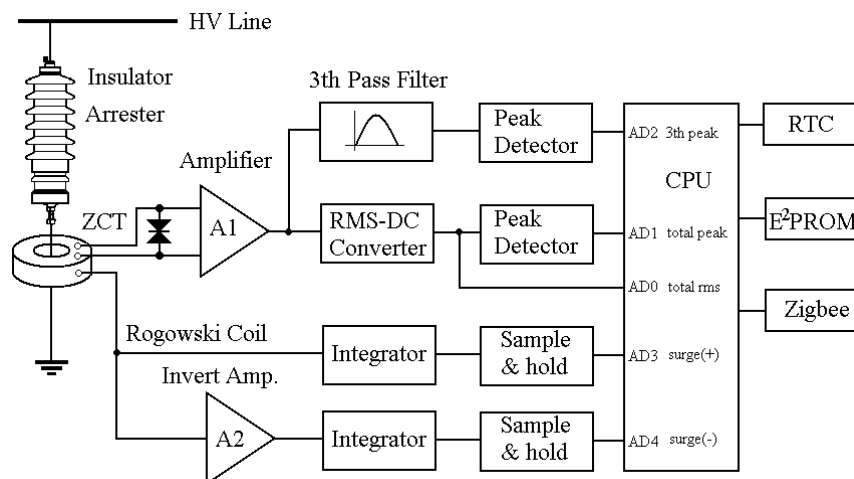 HV Line
Insulator
Arrester
3th Pass Filter
Amplifier
ZCT
A1
RMS-DC
Converter
Peak
Detector
Peak
Detector
AD2 3th peak
CPU
AD1 total peak
AD0 total rms
RTC
E²PROM
Zigbee
Rogowski Coil
Integrator
Sample
& hold
AD3 surge(+)
Invert Amp.
A2
Integrator
Sample
& hold
AD4 surge(-)